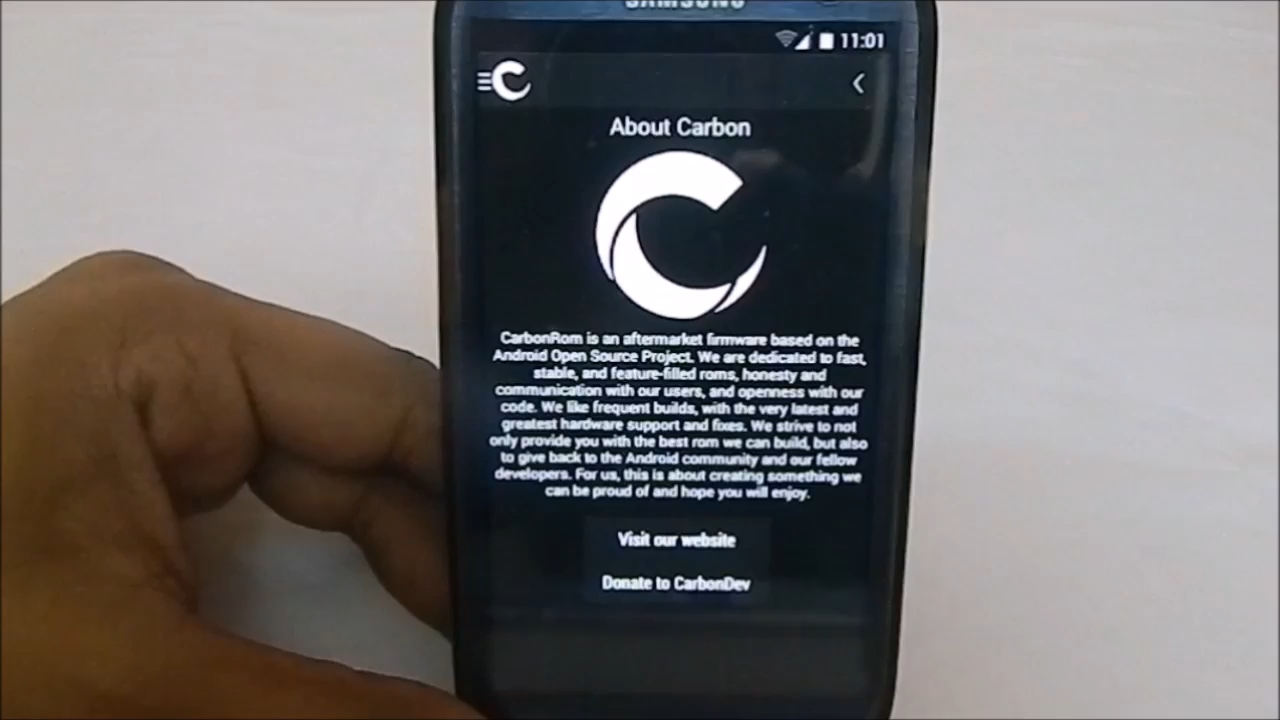 SAMSUNG
11:01
About Carbon
CarbonRom is an aftermarket firmware based on the
Android Open Source Project. We are dedicated to fast,
stable, and feature-filled roms, honesty and
communication with our users, and openness with our
code. We like frequent builds, with the very latest and
greatest hardware support and fixes. We strive to not
only provide you with the best rom we can build, but also
to give back to the Android community and our fellow
developers. For us, this is about creating something we
can be proud of and hope you will enjoy.
Visit our website
Donate to CarbonDev